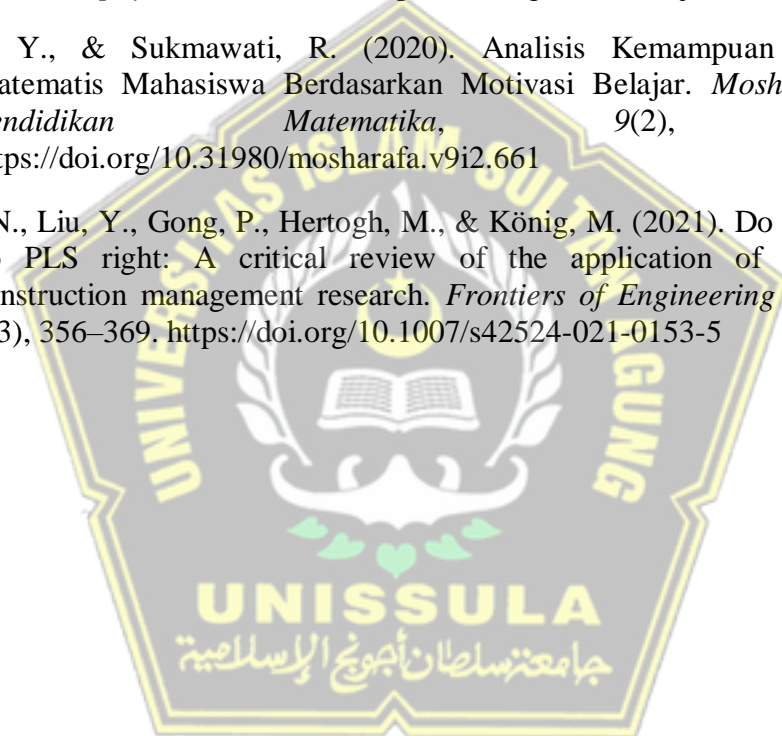 Y., & Sukmawati, R. (2020). Analisis Kemampuan
atematis Mahasiswa Berdasarkan Motivasi Belajar. Mosh
endidikan Matematika, 9(2),
tps://doi.org/10.31980/mosharafa.v9i2.661
N., Liu, Y., Gong, P., Hertogh, M., & König, M. (2021). Do
PLS right: A critical review of the application of
nstruction management research. Frontiers of Engineering
3), 356–369. https://doi.org/10.1007/s42524-021-0153-5
UNIVERSITAS ISLAM SULTAN AGUNG
UNISSULA
جامعنسلطان أجونج الإسلامية